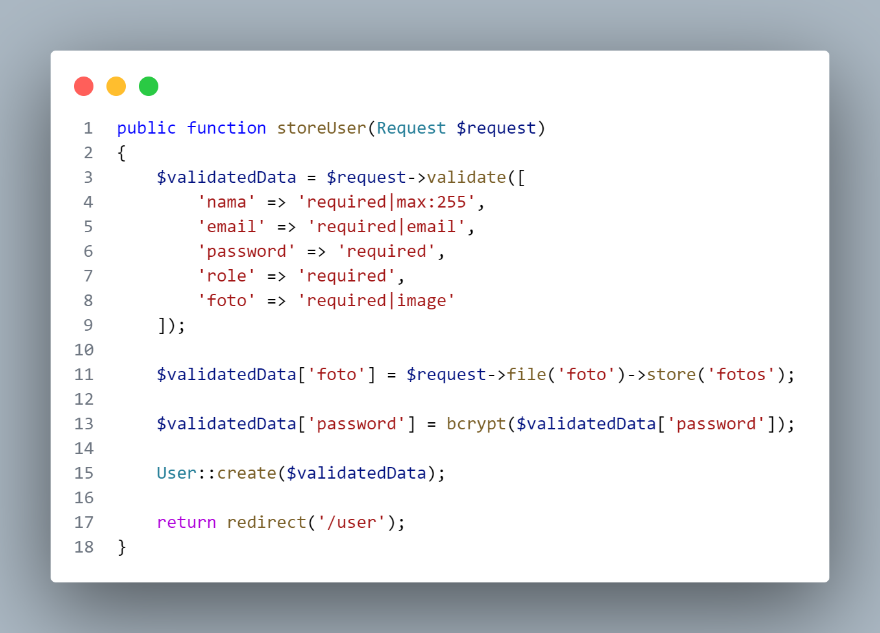 1 public function storeUser(Request $request)
2 {
3     $validatedData = $request->validate([
4         'nama' => 'required|max:255',
5         'email' => 'required|email',
6         'password' => 'required',
7         'role' => 'required',
8         'foto' => 'required|image'
9     ]);
10
11     $validatedData['foto'] = $request->file('foto')->store('fotos');
12
13     $validatedData['password'] = bcrypt($validatedData['password']);
14
15     User::create($validatedData);
16
17     return redirect('/user');
18 }